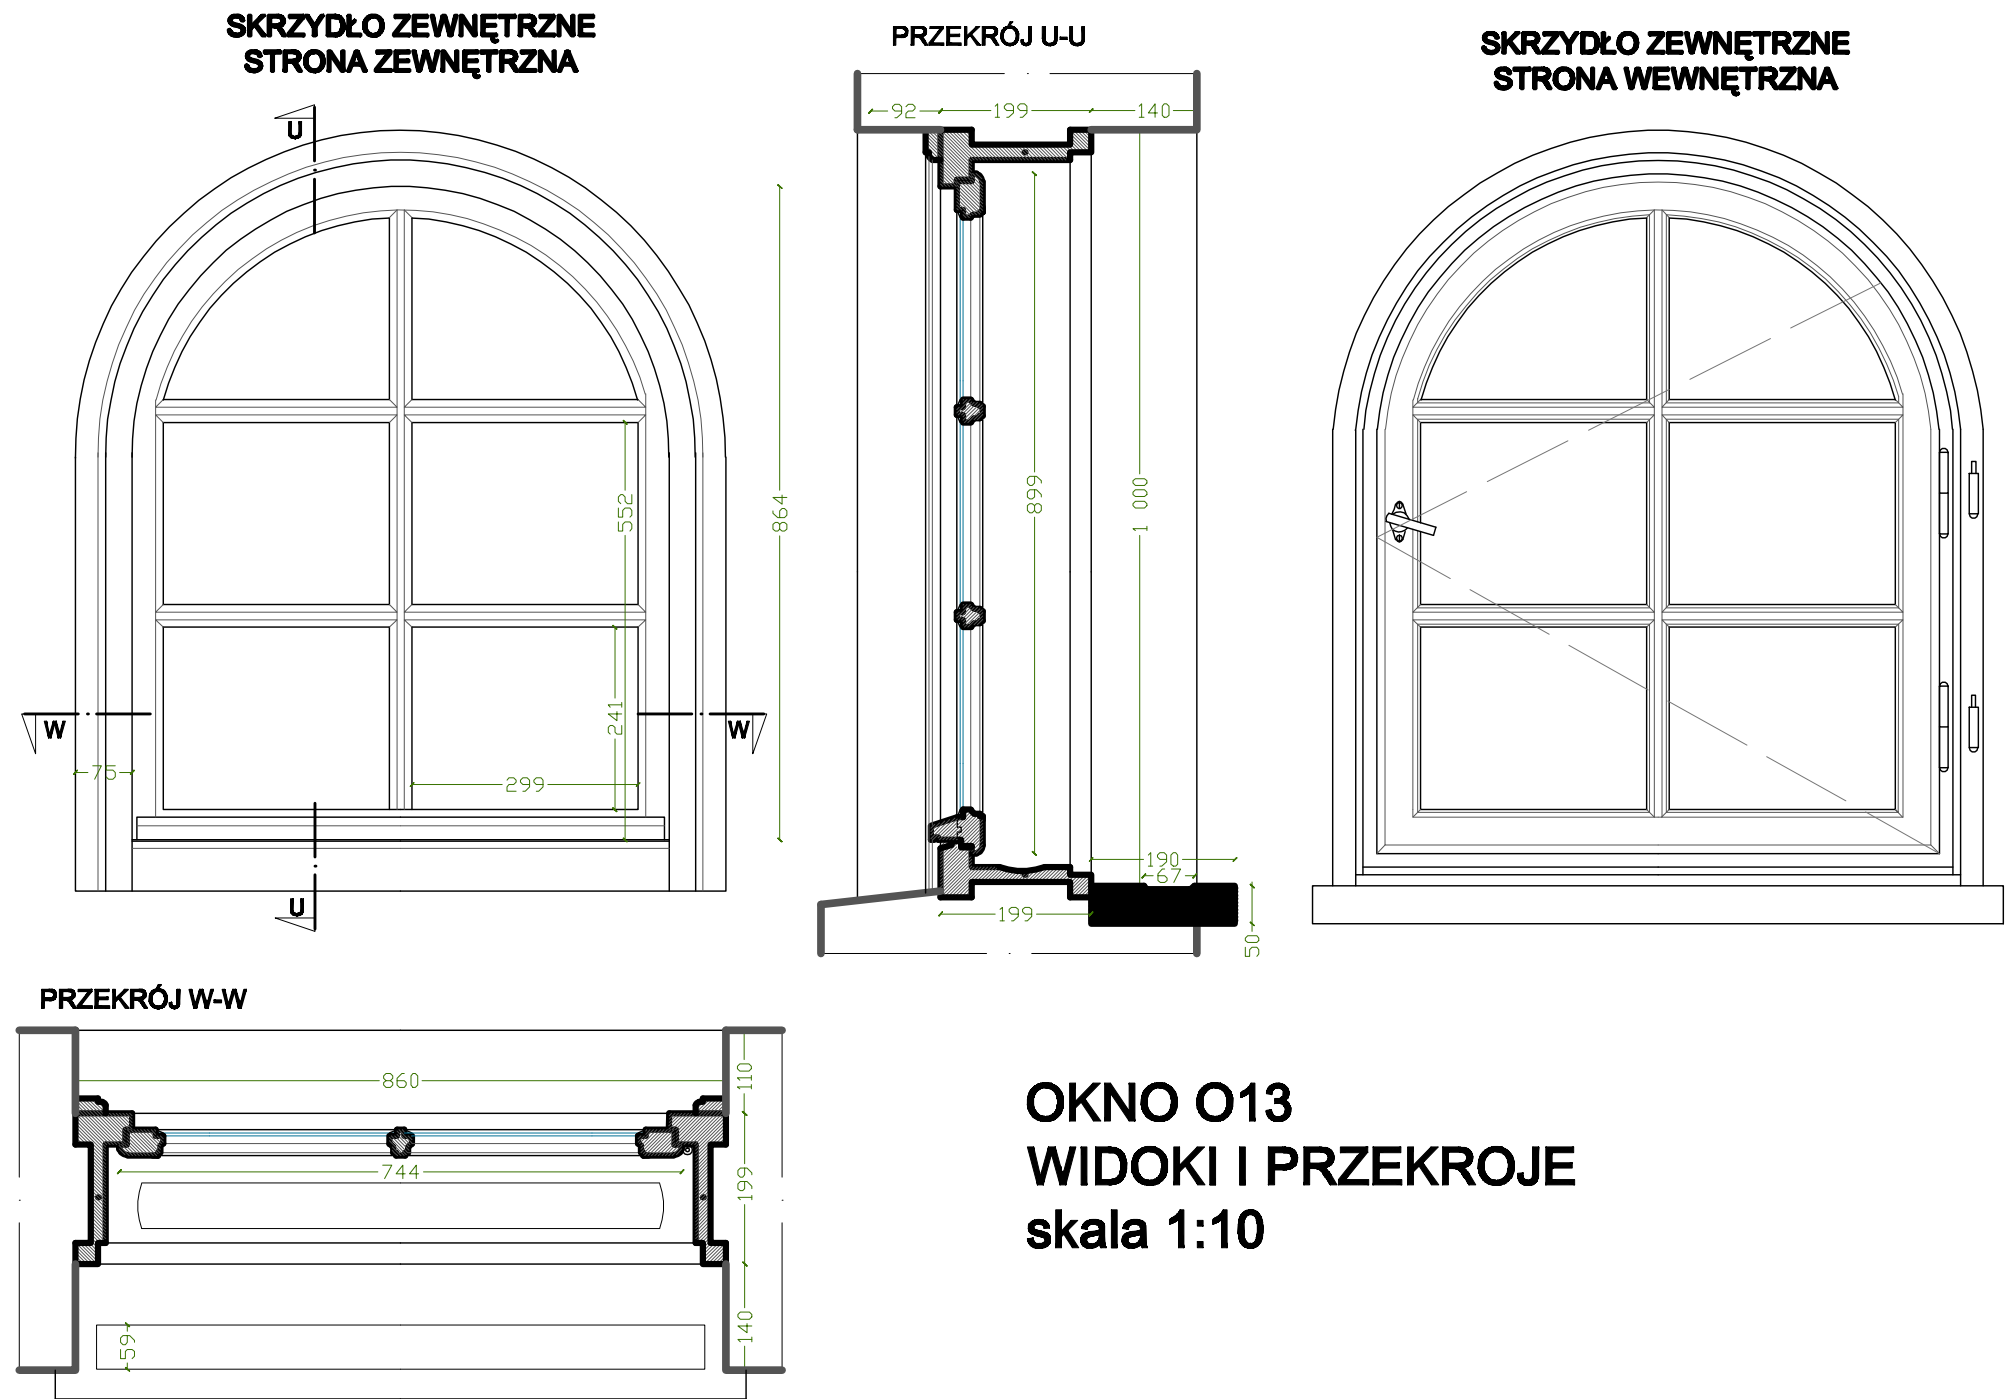 SKRZYDŁO ZEWNĘTRZNE
STRONA ZEWNĘTRZNA
PRZEKRÓJ U-U
SKRZYDŁO ZEWNĘTRZNE
STRONA WEWNĘTRZNA
U
92
199
140
552
864
899
1 000
241
W
W
75
299
U
190
67
199
50
PRZEKRÓJ W-W
860
110
744
199
59
140
OKNO O13
WIDOKI I PRZEKROJE
skala 1:10